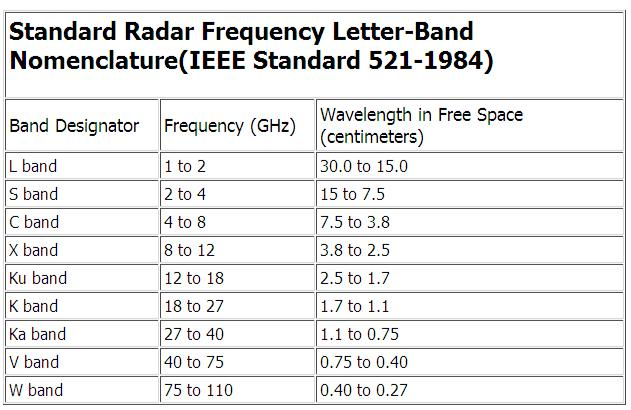 Standard Radar Frequency Letter-Band
Nomenclature(IEEE Standard 521-1984)
Band Designator Frequency (GHz) Wavelength in Free Space
(centimeters)
L band 1 to 2 30.0 to 15.0
S band 2 to 4 15 to 7.5
C band 4 to 8 7.5 to 3.8
X band 8 to 12 3.8 to 2.5
Ku band 12 to 18 2.5 to 1.7
K band 18 to 27 1.7 to 1.1
Ka band 27 to 40 1.1 to 0.75
V band 40 to 75 0.75 to 0.40
W band 75 to 110 0.40 to 0.27